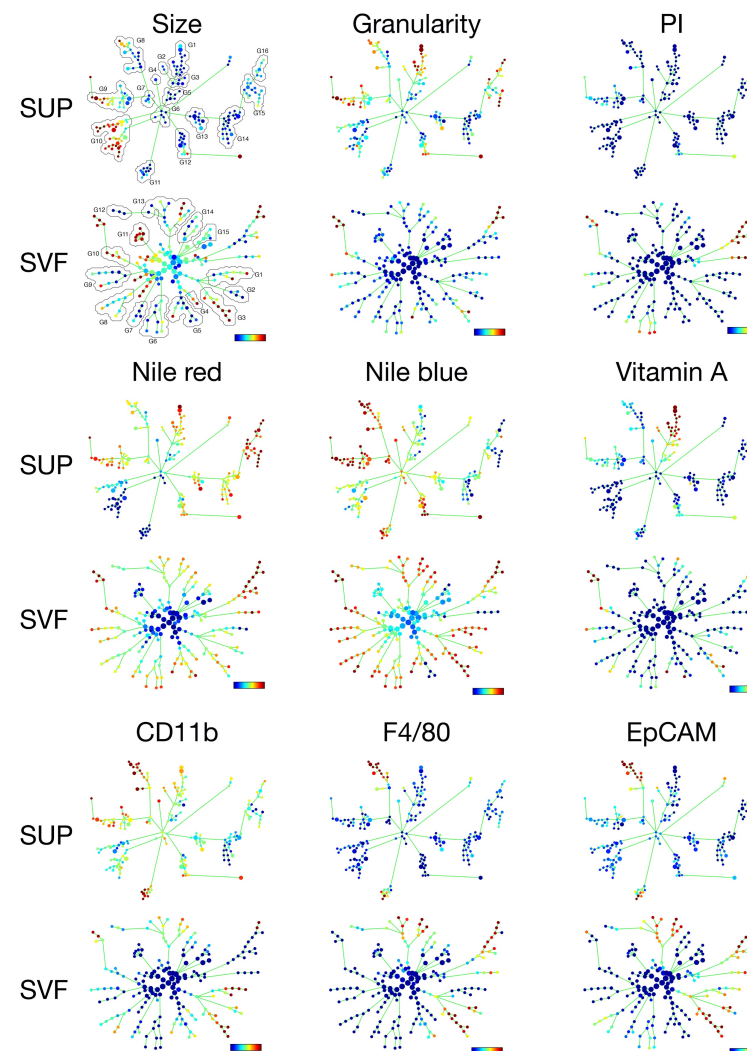 Size Granularity PI
SUP
G8
G1
G2
G16
G4
G3
G9
G7
G5
G15
G6
G10
G13
G14
G12
G11
SVF
G13
G12
G14
G15
G11
G10
G1
G9
G2
G4
G8
G3
G7
G5
G6
Nile red Nile blue Vitamin A
SUP
SVF
CD11b F4/80 EpCAM
SUP
SVF